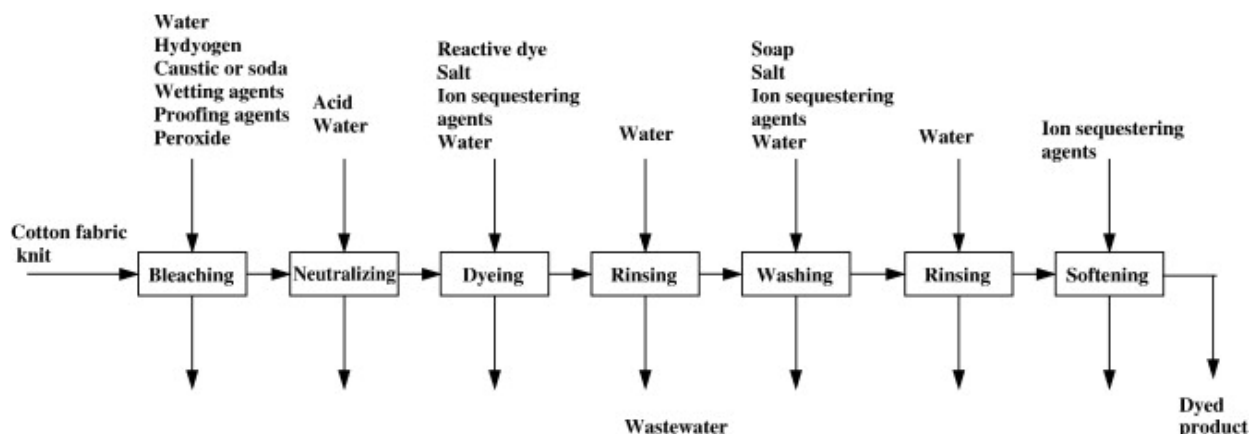 Water
Hydyogen
Caustic or soda
Wetting agents
Proofing agents
Peroxide
Acid
Water
Reactive dye
Salt
Ion sequestering
agents
Water
Water
Soap
Salt
Ion sequestering
agents
Water
Water
Ion sequestering
agents
Cotton fabric
knit
Bleaching
Neutralizing
Dyeing
Rinsing
Washing
Rinsing
Softening
Wastewater
Dyed
product